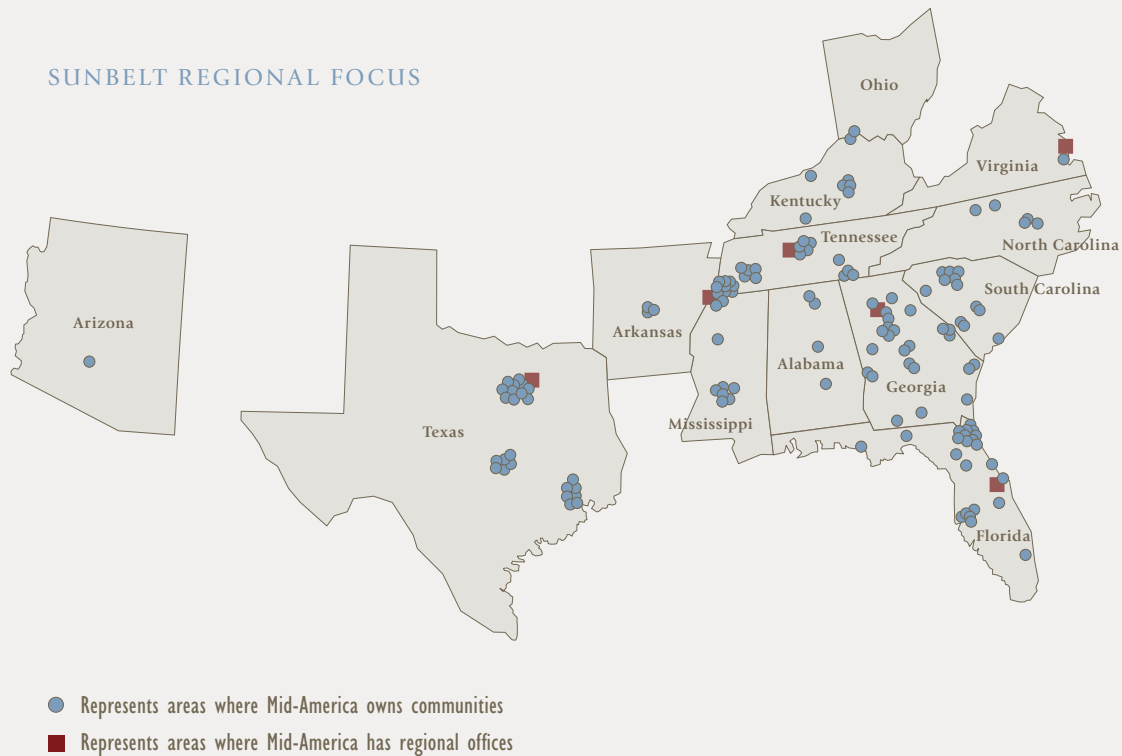 SUNBELT REGIONAL FOCUS
Ohio
Virginia
Kentucky
Tennessee
North Carolina
South Carolina
Arizona
Arkansas
Alabama
Georgia
Texas
Mississippi
Florida
Represents areas where Mid-America owns communities
Represents areas where Mid-America has regional offices